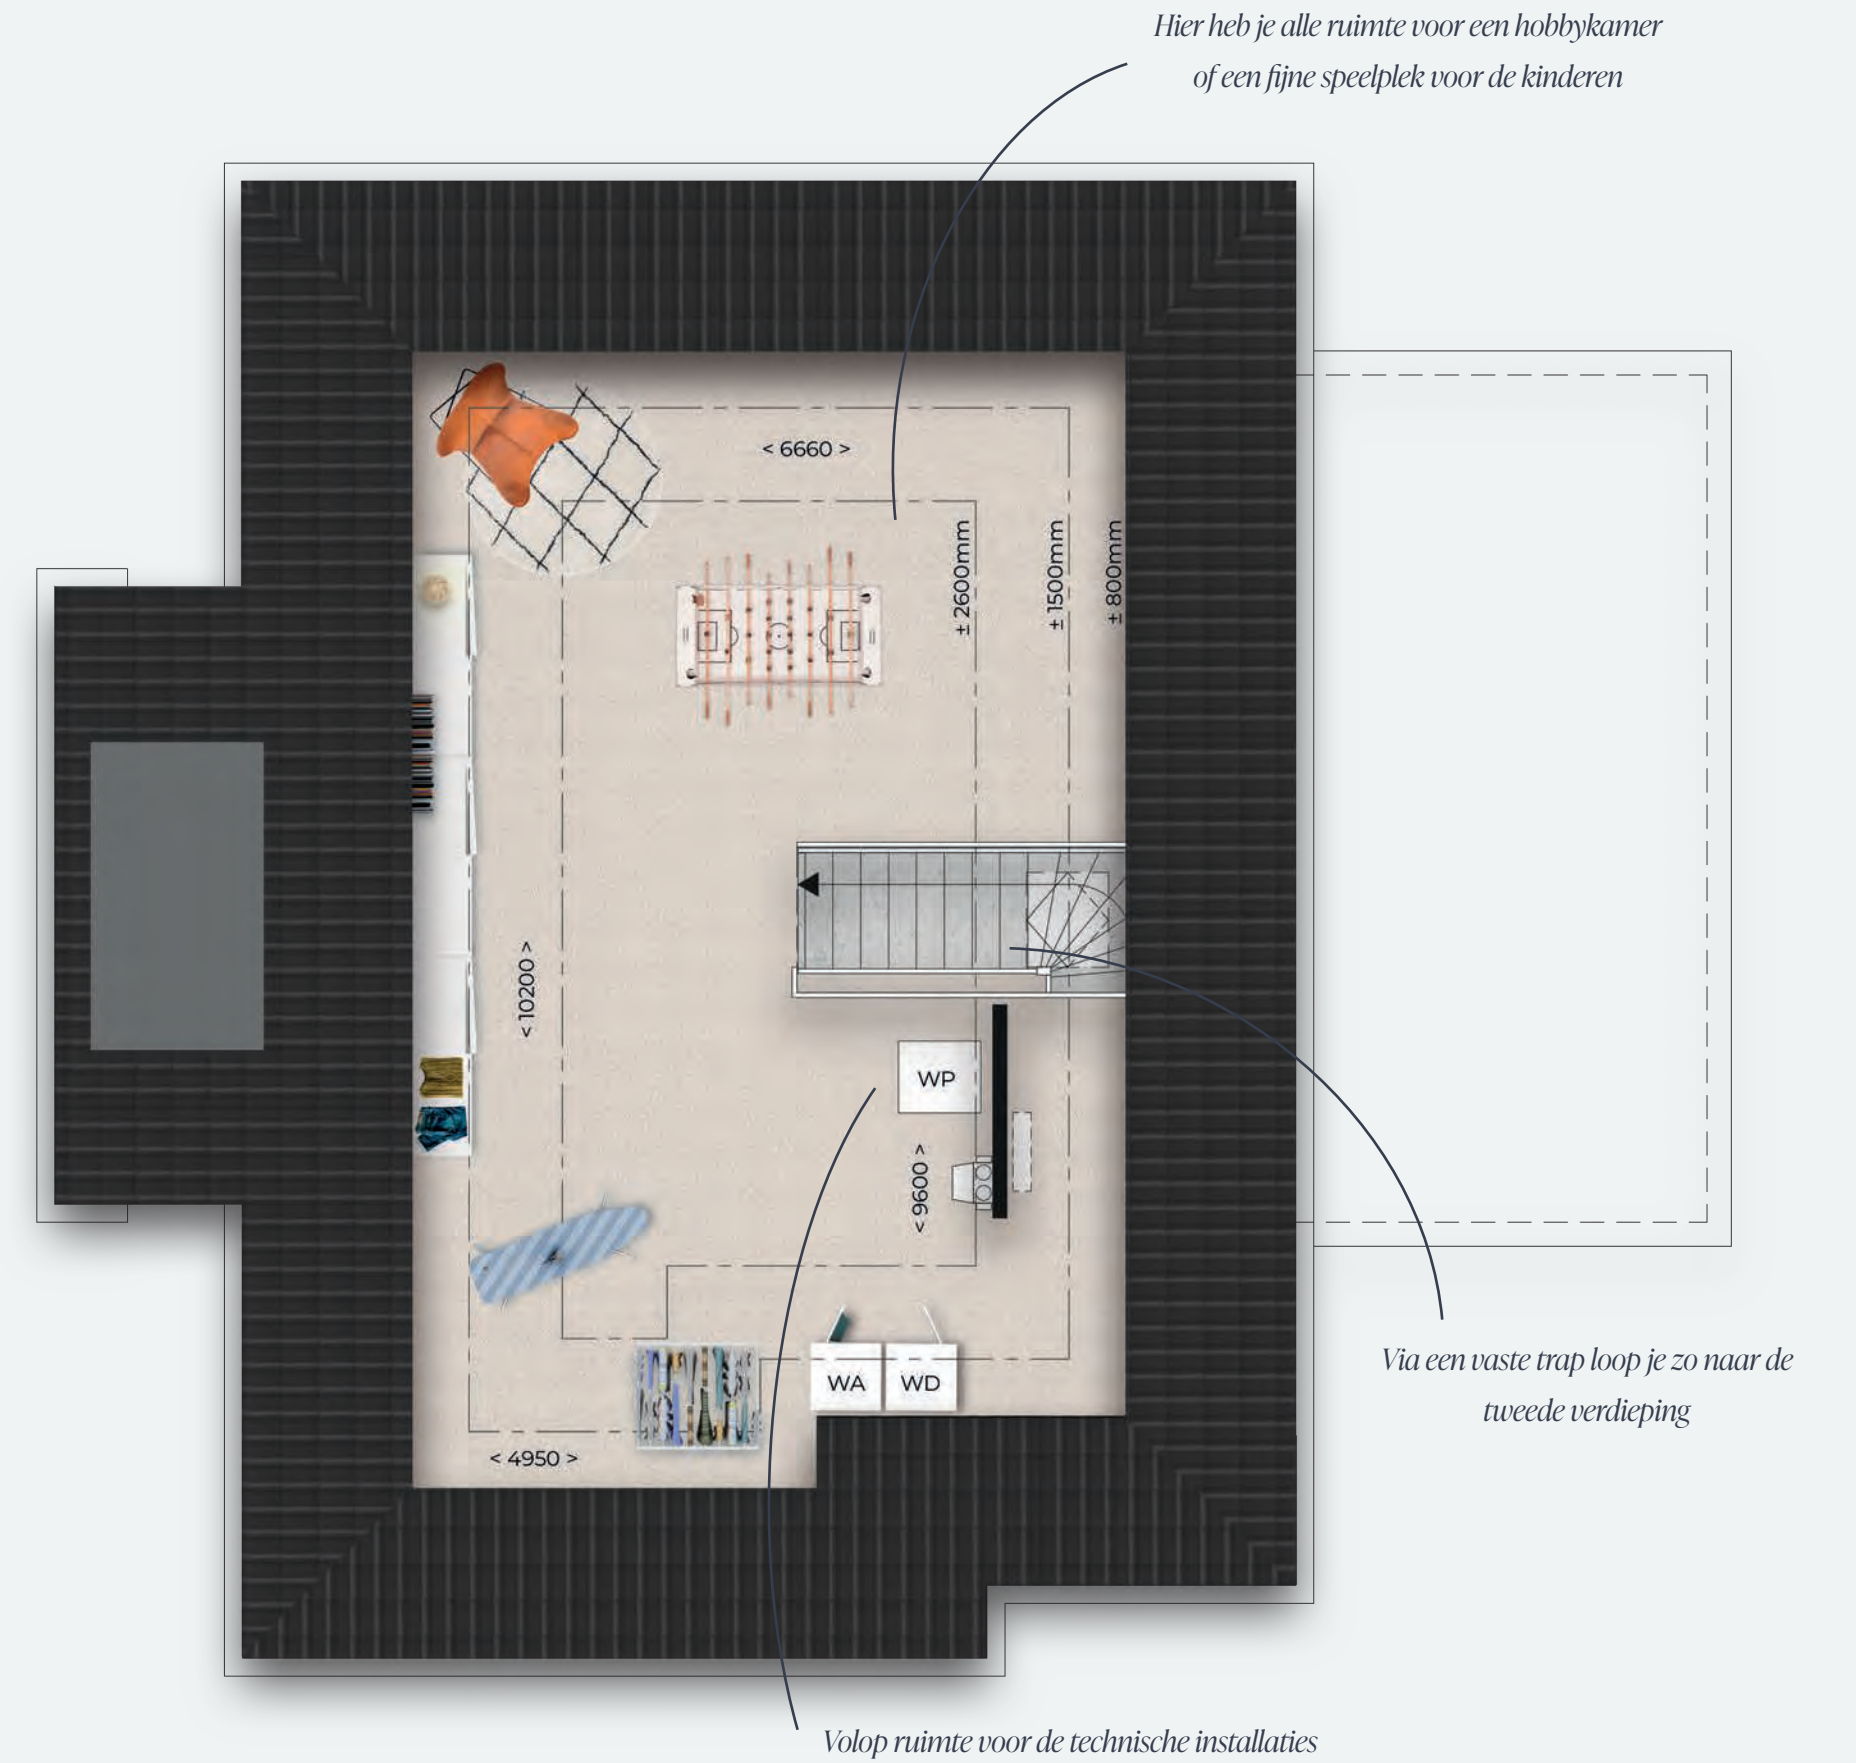 Hier heb je alle ruimte voor een hobbykamer
of een fijne speelplek voor de kinderen
< 6660 >
± 2600mm
± 1500mm
± 800mm
< 10200 >
WP
< 9600 >
WA
WD
< 4950 >
Via een vaste trap loop je zo naar de
tweede verdieping
Volop ruimte voor de technische installaties